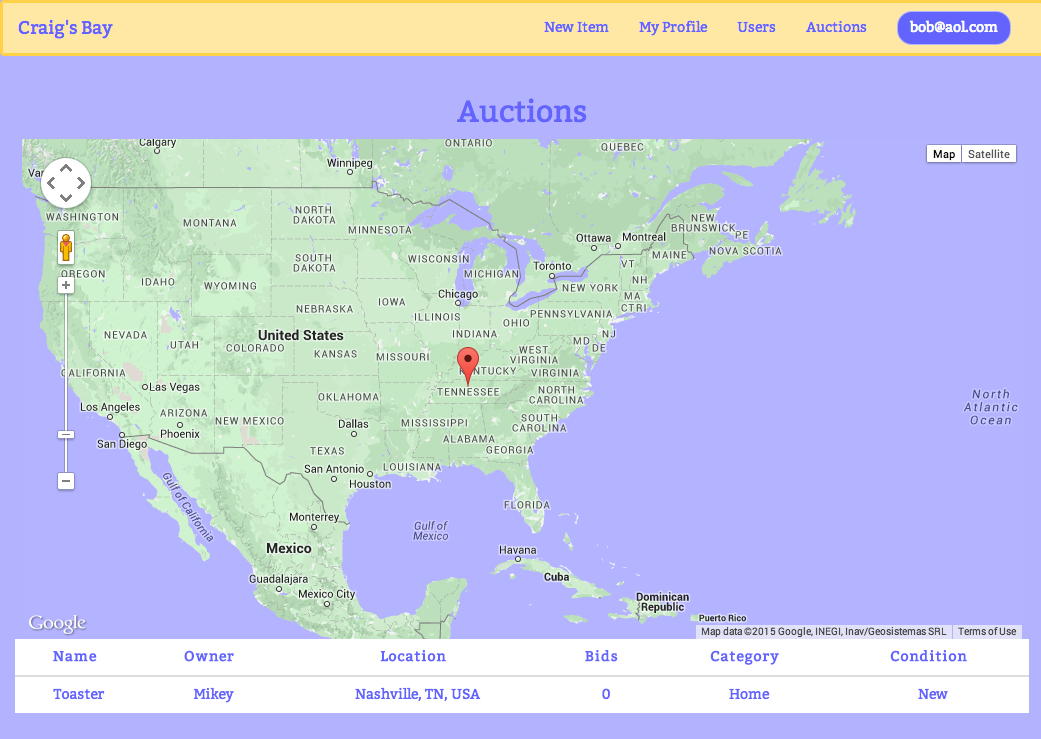 Craig's Bay
New Item
My Profile
Users
Auctions
bob@aol.com
Auctions
Map
Satellite
Calgary
ONTARIO
QUEBEC
Winnipeg
WASHINGTON
MONTANA
NORTH
DAKOTA
MINNESOTA
NEW
BRUNSWICK
PE
Ottawa
Montreal
MAINE
NOVA SCOTIA
OREGON
IDAHO
WYOMING
SOUTH
DAKOTA
WISCONSIN
MICHIGAN
Toronto
VT
NH
NEW YORK
MA
CT
RI
NEBRASKA
IOWA
Chicago
ILLINOIS
INDIANA
OHIO
PENNSYLVANIA
NEVADA
UTAH
United States
COLORADO
KANSAS
MISSOURI
WEST
VIRGINIA
MD
DE
NJ
KENTUCKY
VIRGINIA
CALIFORNIA
Las Vegas
OKLAHOMA
TENNESSEE
NORTH
CAROLINA
North
Atlantic
Ocean
Los Angeles
ARIZONA
NEW MEXICO
Phoenix
San Diego
Dallas
MISSISSIPPI
SOUTH
CAROLINA
ALABAMA
GEORGIA
TEXAS
San Antonio
Houston
LOUISIANA
Gulf of California
FLORIDA
Monterrey
Gulf of
Mexico
Mexico
Havana
Cuba
Guadalajara
Mexico City
Dominican
Republic
Puerto Rico
Google
Map data ©2015 Google, INEGI, Inav/Geosistemas SRL
Terms of Use
Name Owner Location Bids Category Condition
Toaster Mikey Nashville, TN, USA 0 Home New